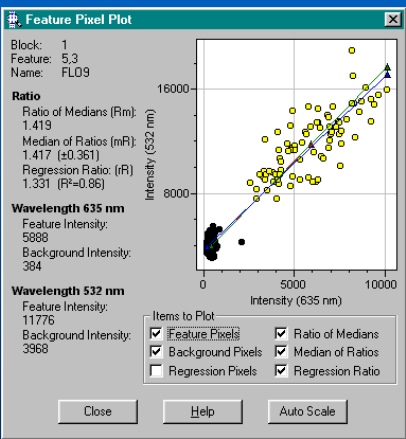 Feature Pixel Plot
Block: 1
Feature: 5,3
Name: FLO9
Ratio
Ratio of Medians (Rm):
1.419
Median of Ratios (mR):
1.417 (±0.361)
Regression Ratio: (rR)
1.331 (R²=0.86)
Wavelength 635 nm
Feature Intensity:
5888
Background Intensity:
384
Wavelength 532 nm
Feature Intensity:
11776
Background Intensity:
3968
Intensity (532 nm)
16000
8000
0 5000 10000
Intensity (635 nm)
Items to Plot
Feature Pixels
Ratio of Medians
Background Pixels
Median of Ratios
Regression Pixels
Regression Ratio
Close Help Auto Scale